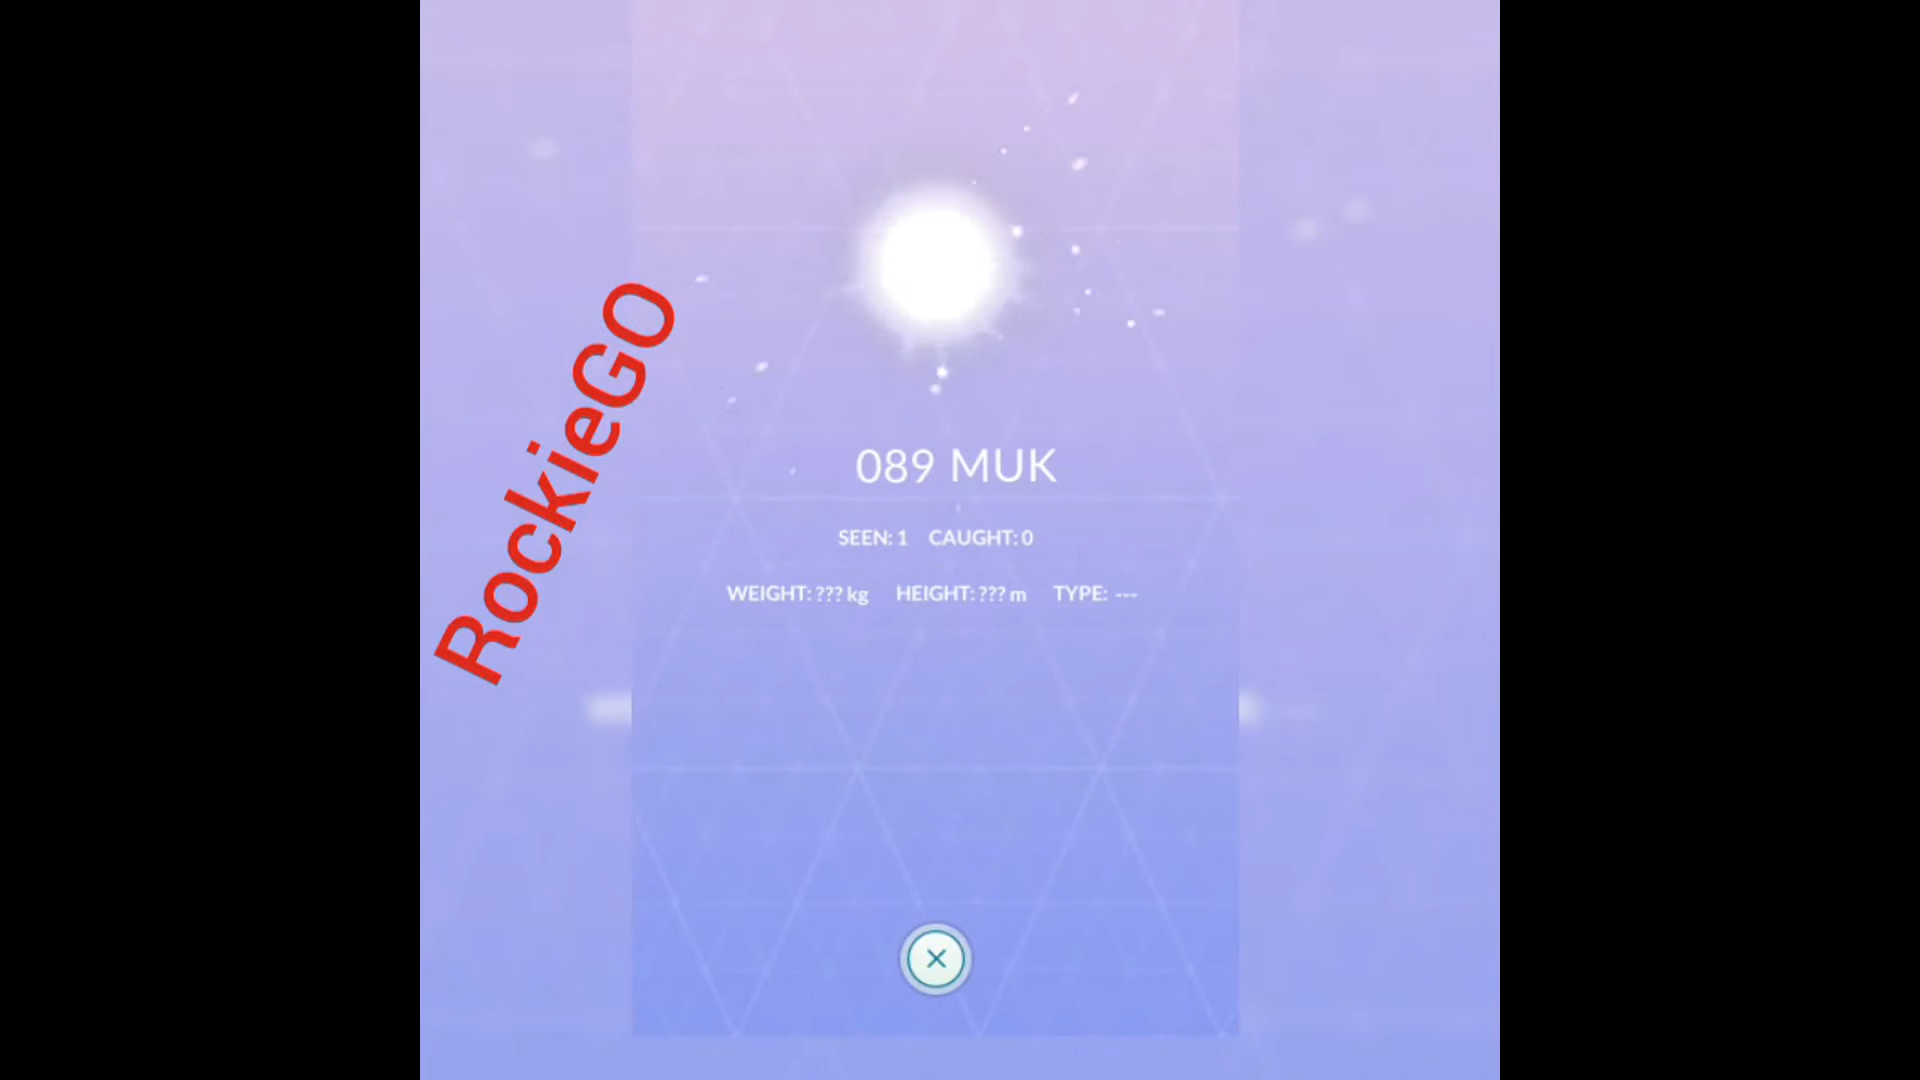 RockieGO
089 MUK
SEEN: 1 CAUGHT: 0
WEIGHT: ??? kg HEIGHT: ??? m TYPE: ---